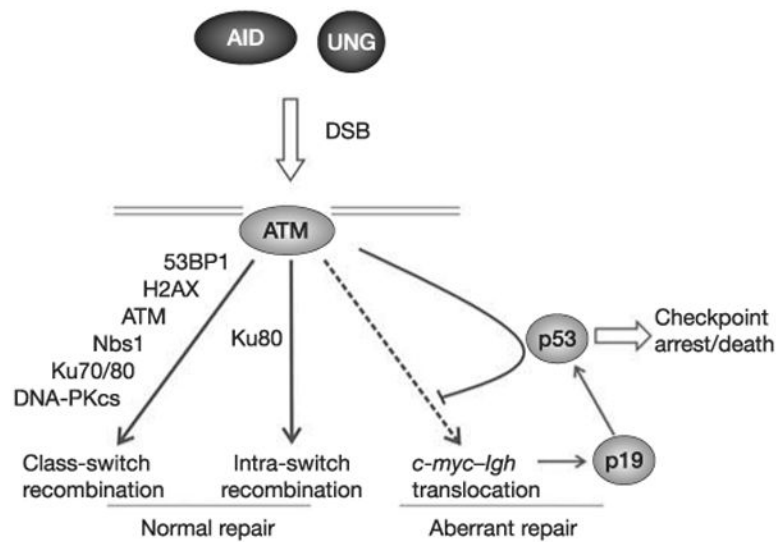 AID
UNG
DSB
ATM
53BP1
H2AX
ATM
Nbs1
Ku70/80
DNA-PKcs
Ku80
p53
Checkpoint
arrest/death
Class-switch
recombination
Intra-switch
recombination
c-myc–Igh
translocation
p19
Normal repair
Aberrant repair